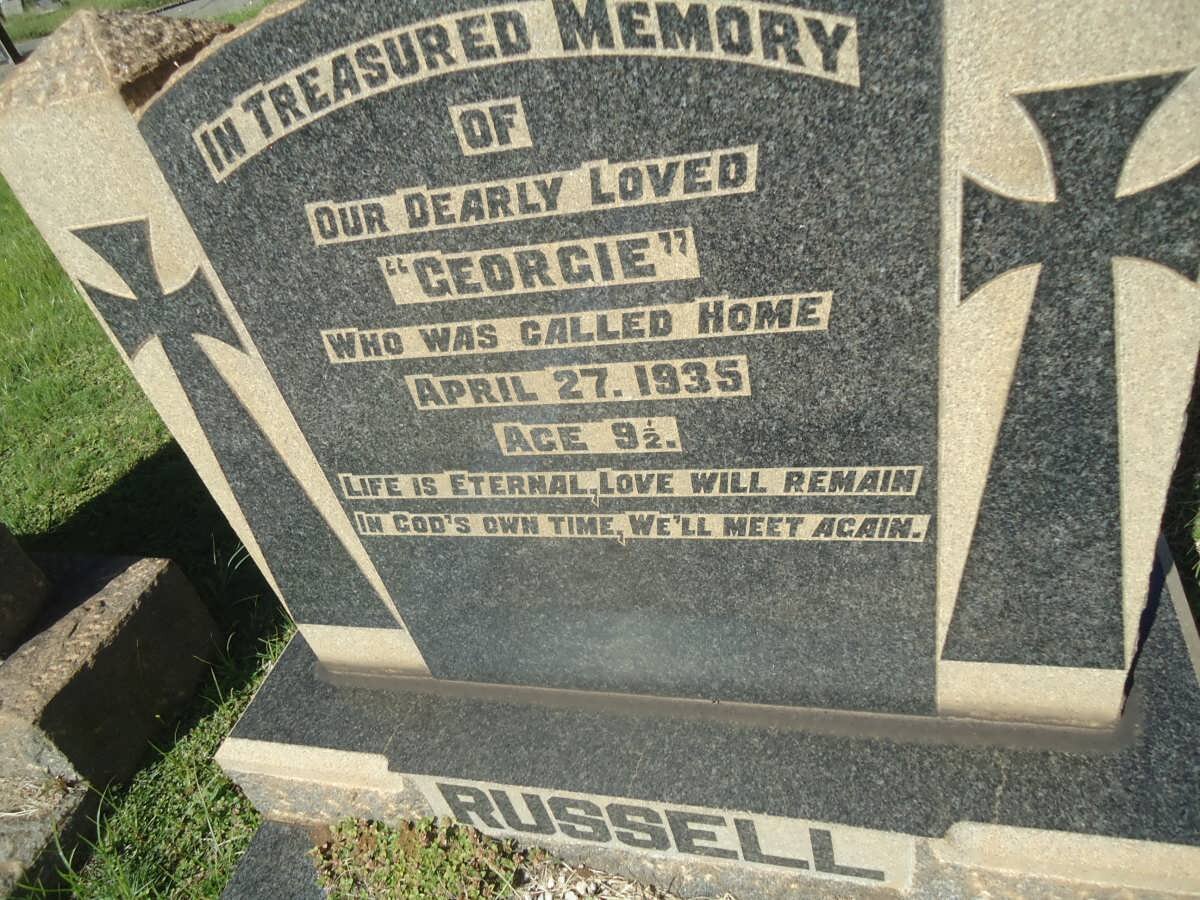 IN TREASURED MEMORY
OF
OUR DEARLY LOVED
“GEORGIE”
WHO WAS CALLED HOME
APRIL 27. 1935
AGE 9½.
LIFE IS ETERNAL, LOVE WILL REMAIN
IN GOD'S OWN TIME, WE'LL MEET AGAIN.
RUSSELL